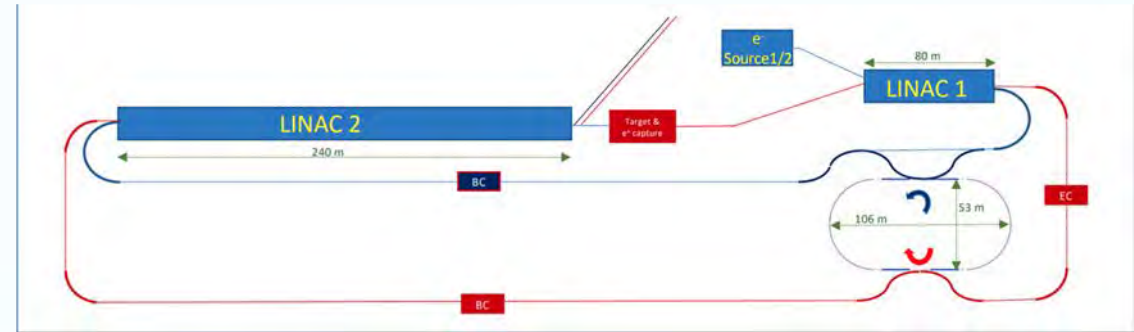 e⁻
Source1/2
80 m
LINAC 1
LINAC 2
Target &
e⁺ capture
240 m
BC
106 m
53 m
EC
BC